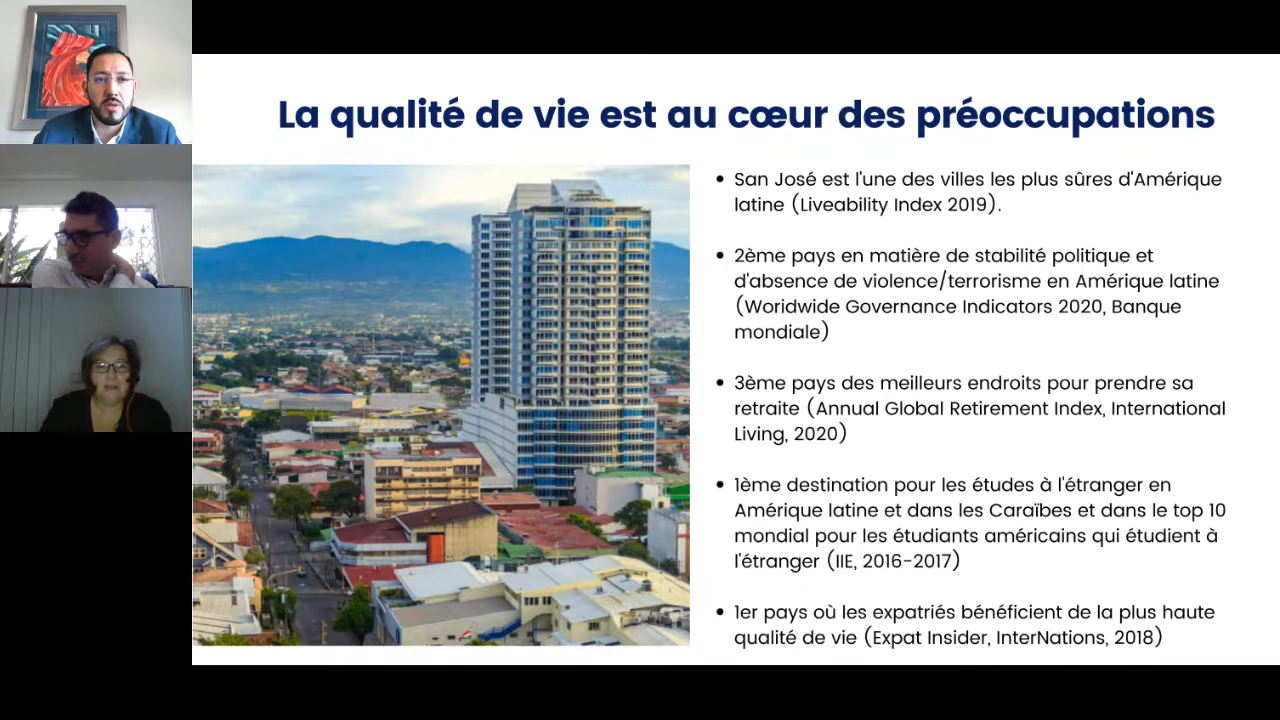 La qualité de vie est au cœur des préoccupations
• San José est l'une des villes les plus sûres d'Amérique
latine (Liveability Index 2019).
• 2ème pays en matière de stabilité politique et
d'absence de violence/terrorisme en Amérique latine
(Woridwide Governance Indicators 2020, Banque
mondiale)
• 3ème pays des meilleurs endroits pour prendre sa
retraite (Annual Global Retirement Index, International
Living, 2020)
• 1ème destination pour les études à l'étranger en
Amérique latine et dans les Caraïbes et dans le top 10
mondial pour les étudiants américains qui étudient à
l'étranger (IIE, 2016-2017)
• 1er pays où les expatriés bénéficient de la plus haute
qualité de vie (Expat Insider, InterNations, 2018)